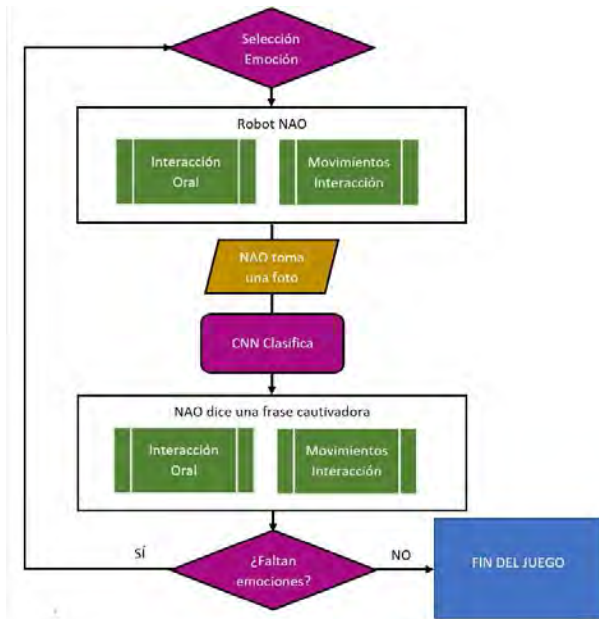 Selección
Emoción
Robot NAO
Interacción
Oral
Movimientos
Interacción
NAO toma
una foto
CNN Clasifica
NAO dice una frase cautivadora
Interacción
Oral
Movimientos
Interacción
SÍ
¿Faltan
emociones?
NO
FIN DEL JUEGO